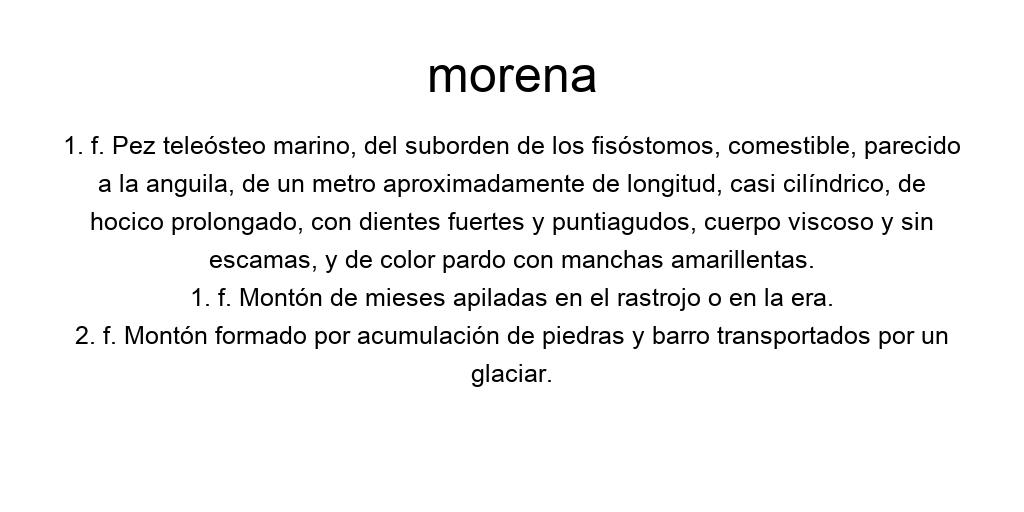 morena
1. f. Pez teleósteo marino, del suborden de los fisóstomos, comestible, parecido
a la anguila, de un metro aproximadamente de longitud, casi cilíndrico, de
hocico prolongado, con dientes fuertes y puntiagudos, cuerpo viscoso y sin
escamas, y de color pardo con manchas amarillentas.
1. f. Montón de mieses apiladas en el rastrojo o en la era.
2. f. Montón formado por acumulación de piedras y barro transportados por un
glaciar.